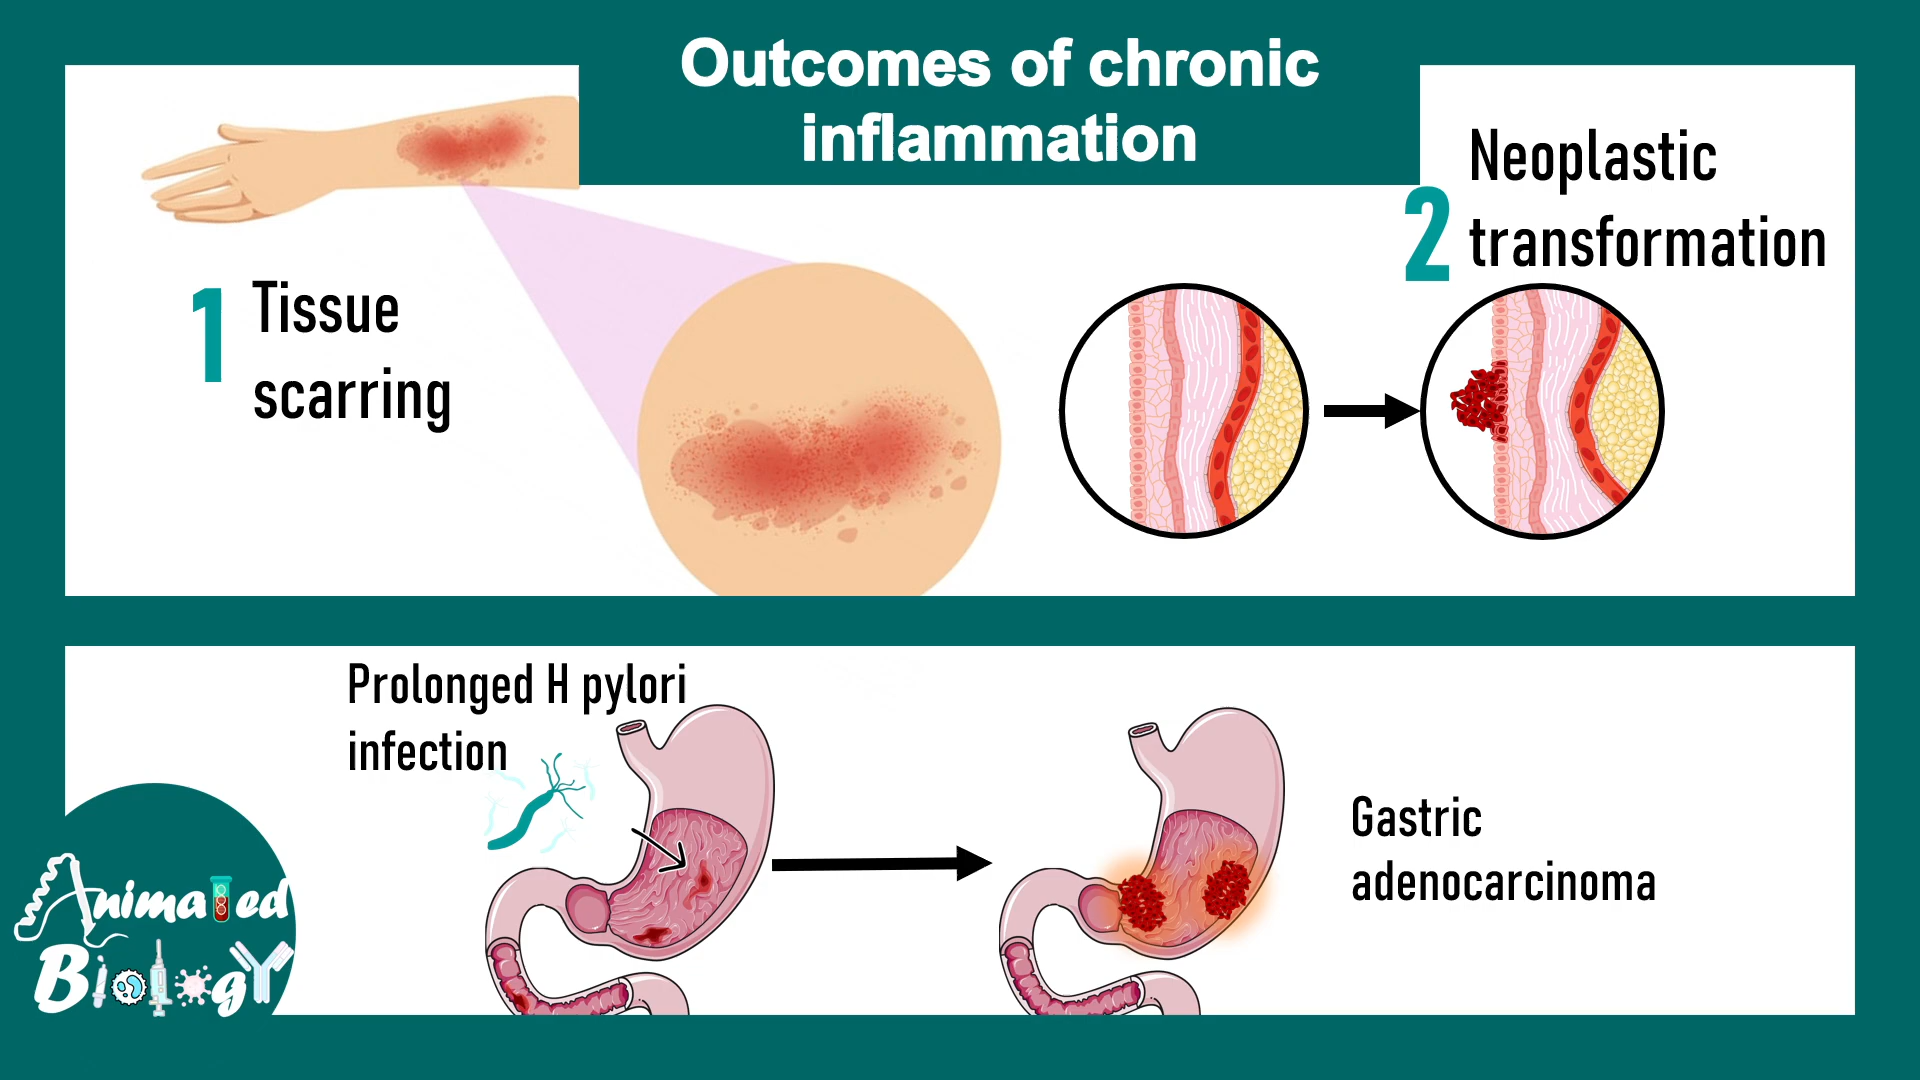 Outcomes of chronic
inflammation
1 Tissue
scarring
2 Neoplastic
transformation
Prolonged H pylori
infection
Gastric
adenocarcinoma
Animated
Biology